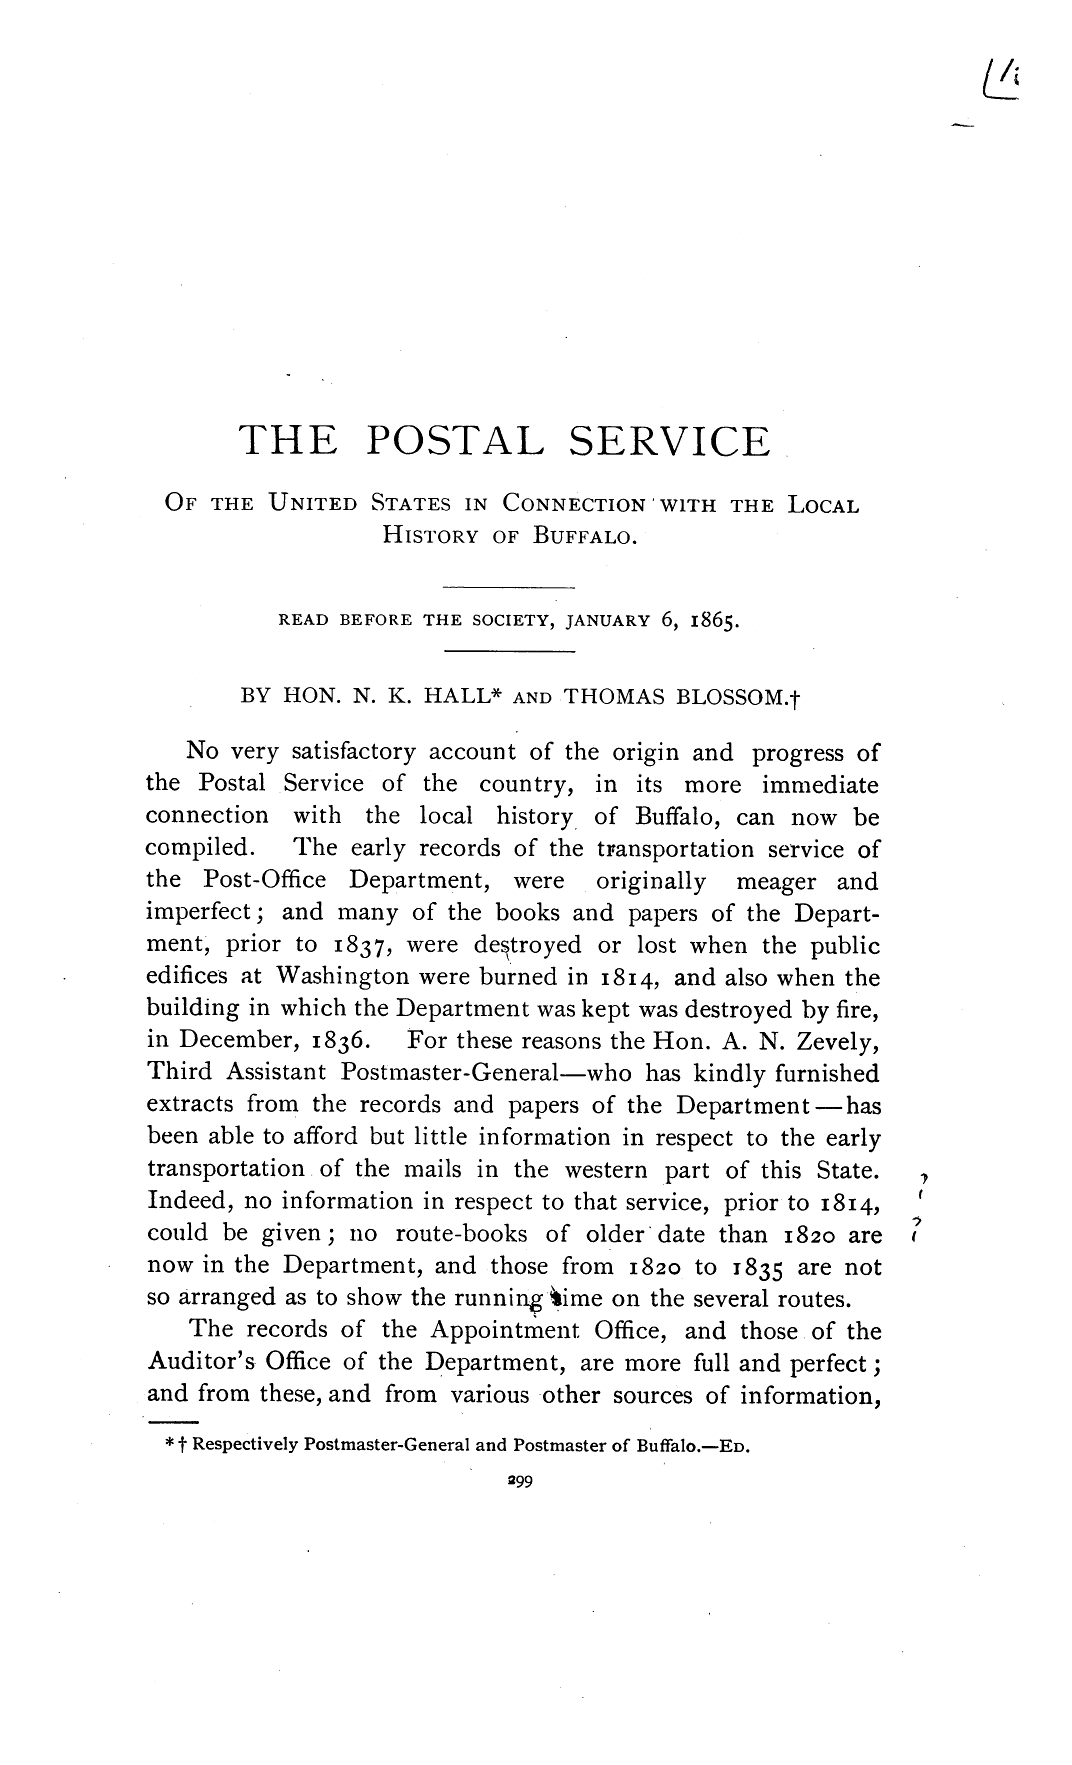 THE POSTAL SERVICE
OF THE UNITED STATES IN CONNECTION WITH THE LOCAL
HISTORY OF BUFFALO.
READ BEFORE THE SOCIETY, JANUARY 6, 1865.
BY HON. N. K. HALL* AND THOMAS BLOSSOM.†
No very satisfactory account of the origin and progress of
the Postal Service of the country, in its more immediate
connection with the local history of Buffalo, can now be
compiled. The early records of the transportation service of
the Post-Office Department, were originally meager and
imperfect; and many of the books and papers of the Depart-
ment, prior to 1837, were destroyed or lost when the public
edifices at Washington were burned in 1814, and also when the
building in which the Department was kept was destroyed by fire,
in December, 1836. For these reasons the Hon. A. N. Zevely,
Third Assistant Postmaster-General—who has kindly furnished
extracts from the records and papers of the Department—has
been able to afford but little information in respect to the early
transportation of the mails in the western part of this State.
Indeed, no information in respect to that service, prior to 1814,
could be given; no route-books of older date than 1820 are
now in the Department, and those from 1820 to 1835 are not
so arranged as to show the running time on the several routes.
The records of the Appointment Office, and those of the
Auditor's Office of the Department, are more full and perfect;
and from these, and from various other sources of information,
*† Respectively Postmaster-General and Postmaster of Buffalo.—ED.
299